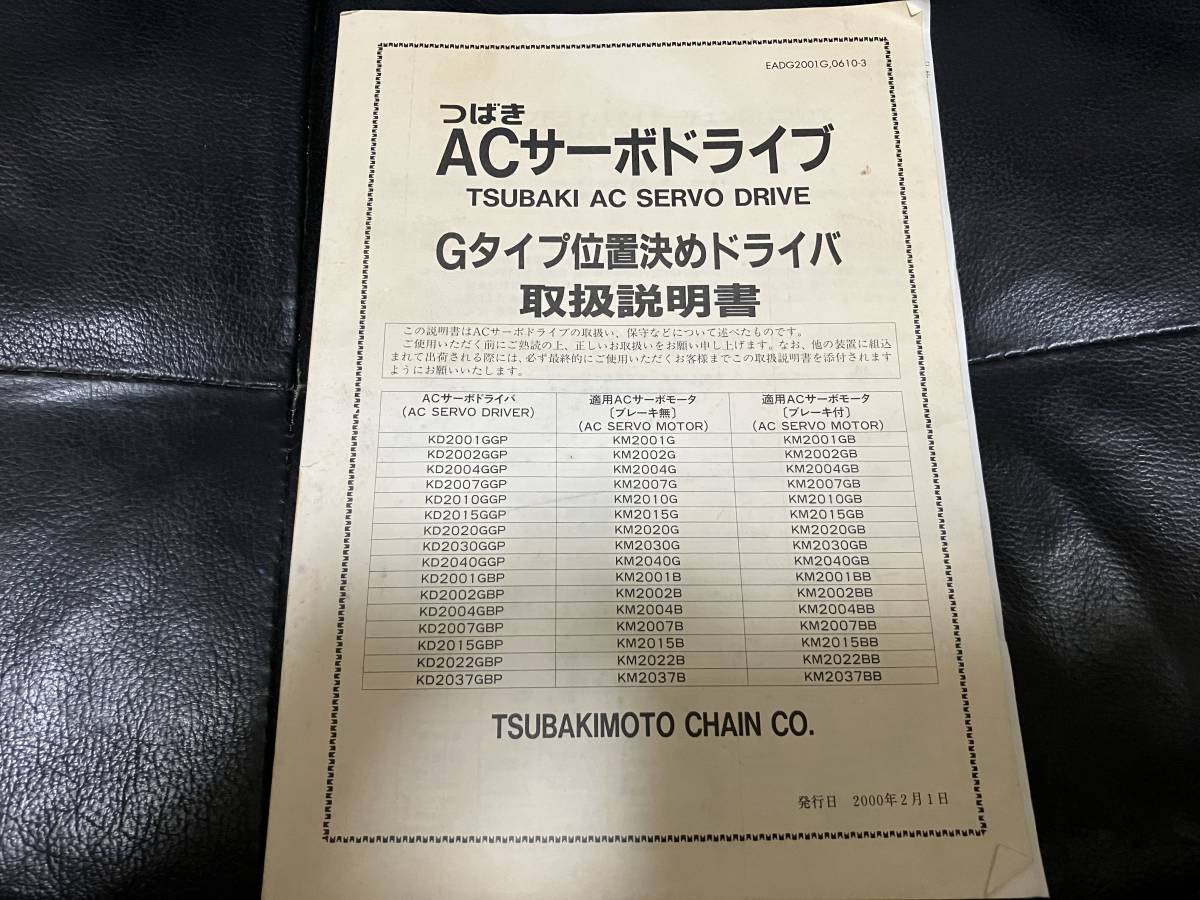 EADG2001G,0610-3
つばき
ACサーボドライブ
TSUBAKI AC SERVO DRIVE
Gタイプ位置決めドライバ
取扱説明書
この説明書はACサーボドライブの取扱い、保守などについて述べたものです。
ご使用いただく前にご熟読の上、正しいお取扱いをお願い申し上げます。なお、他の装置に組込
まれて出荷される際には、必ず最終的にご使用いただくお客様までこの取扱説明書を添付されます
ようにお願いいたします。
ACサーボドライバ 適用ACサーボモータ 適用ACサーボモータ
(AC SERVO DRIVER) 〔ブレーキ無〕 〔ブレーキ付〕
(AC SERVO MOTOR) (AC SERVO MOTOR)
KD2001GGP KM2001G KM2001GB
KD2002GGP KM2002G KM2002GB
KD2004GGP KM2004G KM2004GB
KD2007GGP KM2007G KM2007GB
KD2010GGP KM2010G KM2010GB
KD2015GGP KM2015G KM2015GB
KD2020GGP KM2020G KM2020GB
KD2030GGP KM2030G KM2030GB
KD2040GGP KM2040G KM2040GB
KD2001GBP KM2001B KM2001BB
KD2002GBP KM2002B KM2002BB
KD2004GBP KM2004B KM2004BB
KD2007GBP KM2007B KM2007BB
KD2015GBP KM2015B KM2015BB
KD2022GBP KM2022B KM2022BB
KD2037GBP KM2037B KM2037BB
TSUBAKIMOTO CHAIN CO.
発行日 2000年2月1日